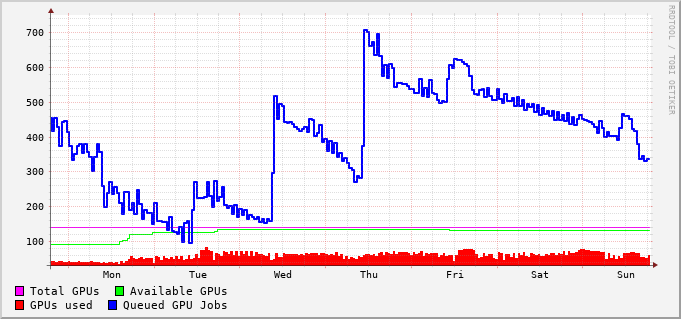 RRDTOOL / TOBI OETIKER
700
600
500
400
300
200
100
Mon Tue Wed Thu Fri Sat Sun
Total GPUs Available GPUs
GPUs used Queued GPU Jobs